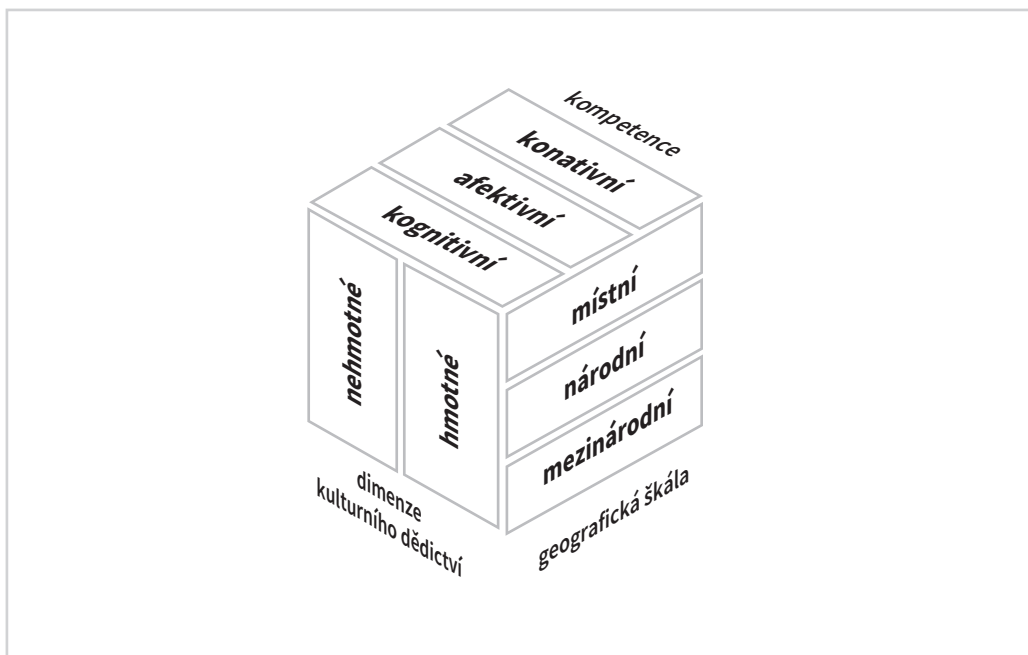 kompetence
konativní
afektivní
kognitivní
nehmotné
hmotné
místní
národní
mezinárodní
dimenze
kulturního dědictví
geografická škála